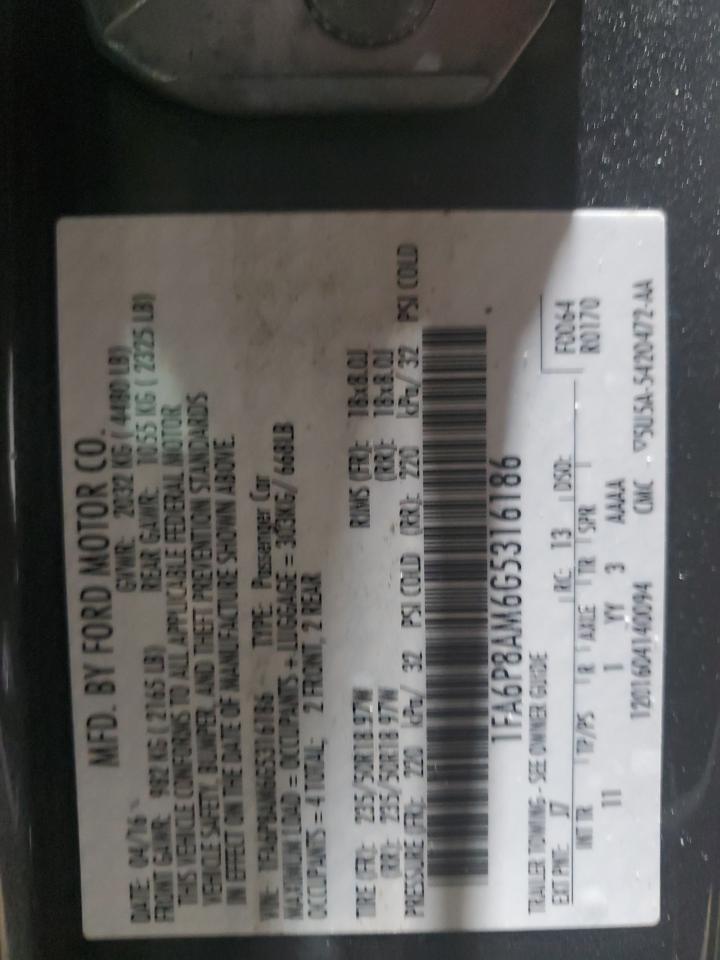 MFD. BY FORD MOTOR CO.
DATE: 04/16 GVWR: 2032 KG ( 4480 LB)
FRONT GAWR: 982 KG ( 2165 LB) REAR GAWR: 1055 KG ( 2325 LB)
THIS VEHICLE CONFORMS TO ALL APPLICABLE FEDERAL MOTOR
VEHICLE SAFETY, BUMPER, AND THEFT PREVENTION STANDARDS
IN EFFECT ON THE DATE OF MANUFACTURE SHOWN ABOVE.
VIN: 1FA6P8AM6G5316186 TYPE: Passenger Car
MAXIMUM LOAD = OCCUPANTS + LUGGAGE = 303KG/ 668LB
OCCUPANTS = 4 TOTAL: 2 FRONT, 2 REAR
TIRE (FR): 235/50R18 97W RIMS (FR): 18x8.0J
(RR): 235/50R18 97W (RR): 18x8.0J
PRESSURE (FR): 220 kPa/ 32 PSI COLD (RR): 220 kPa/ 32 PSI COLD
1FA6P8AM6G5316186
TRAILER TOWING - SEE OWNER GUIDE
EXT PNT: J7 RC: 13 DSO: F0064
R0170
INT TR TP/PS R AXLE TR SPR
11 1 YY 3 AAAA
1201604140094 CMC 5U5A-5420472-AA